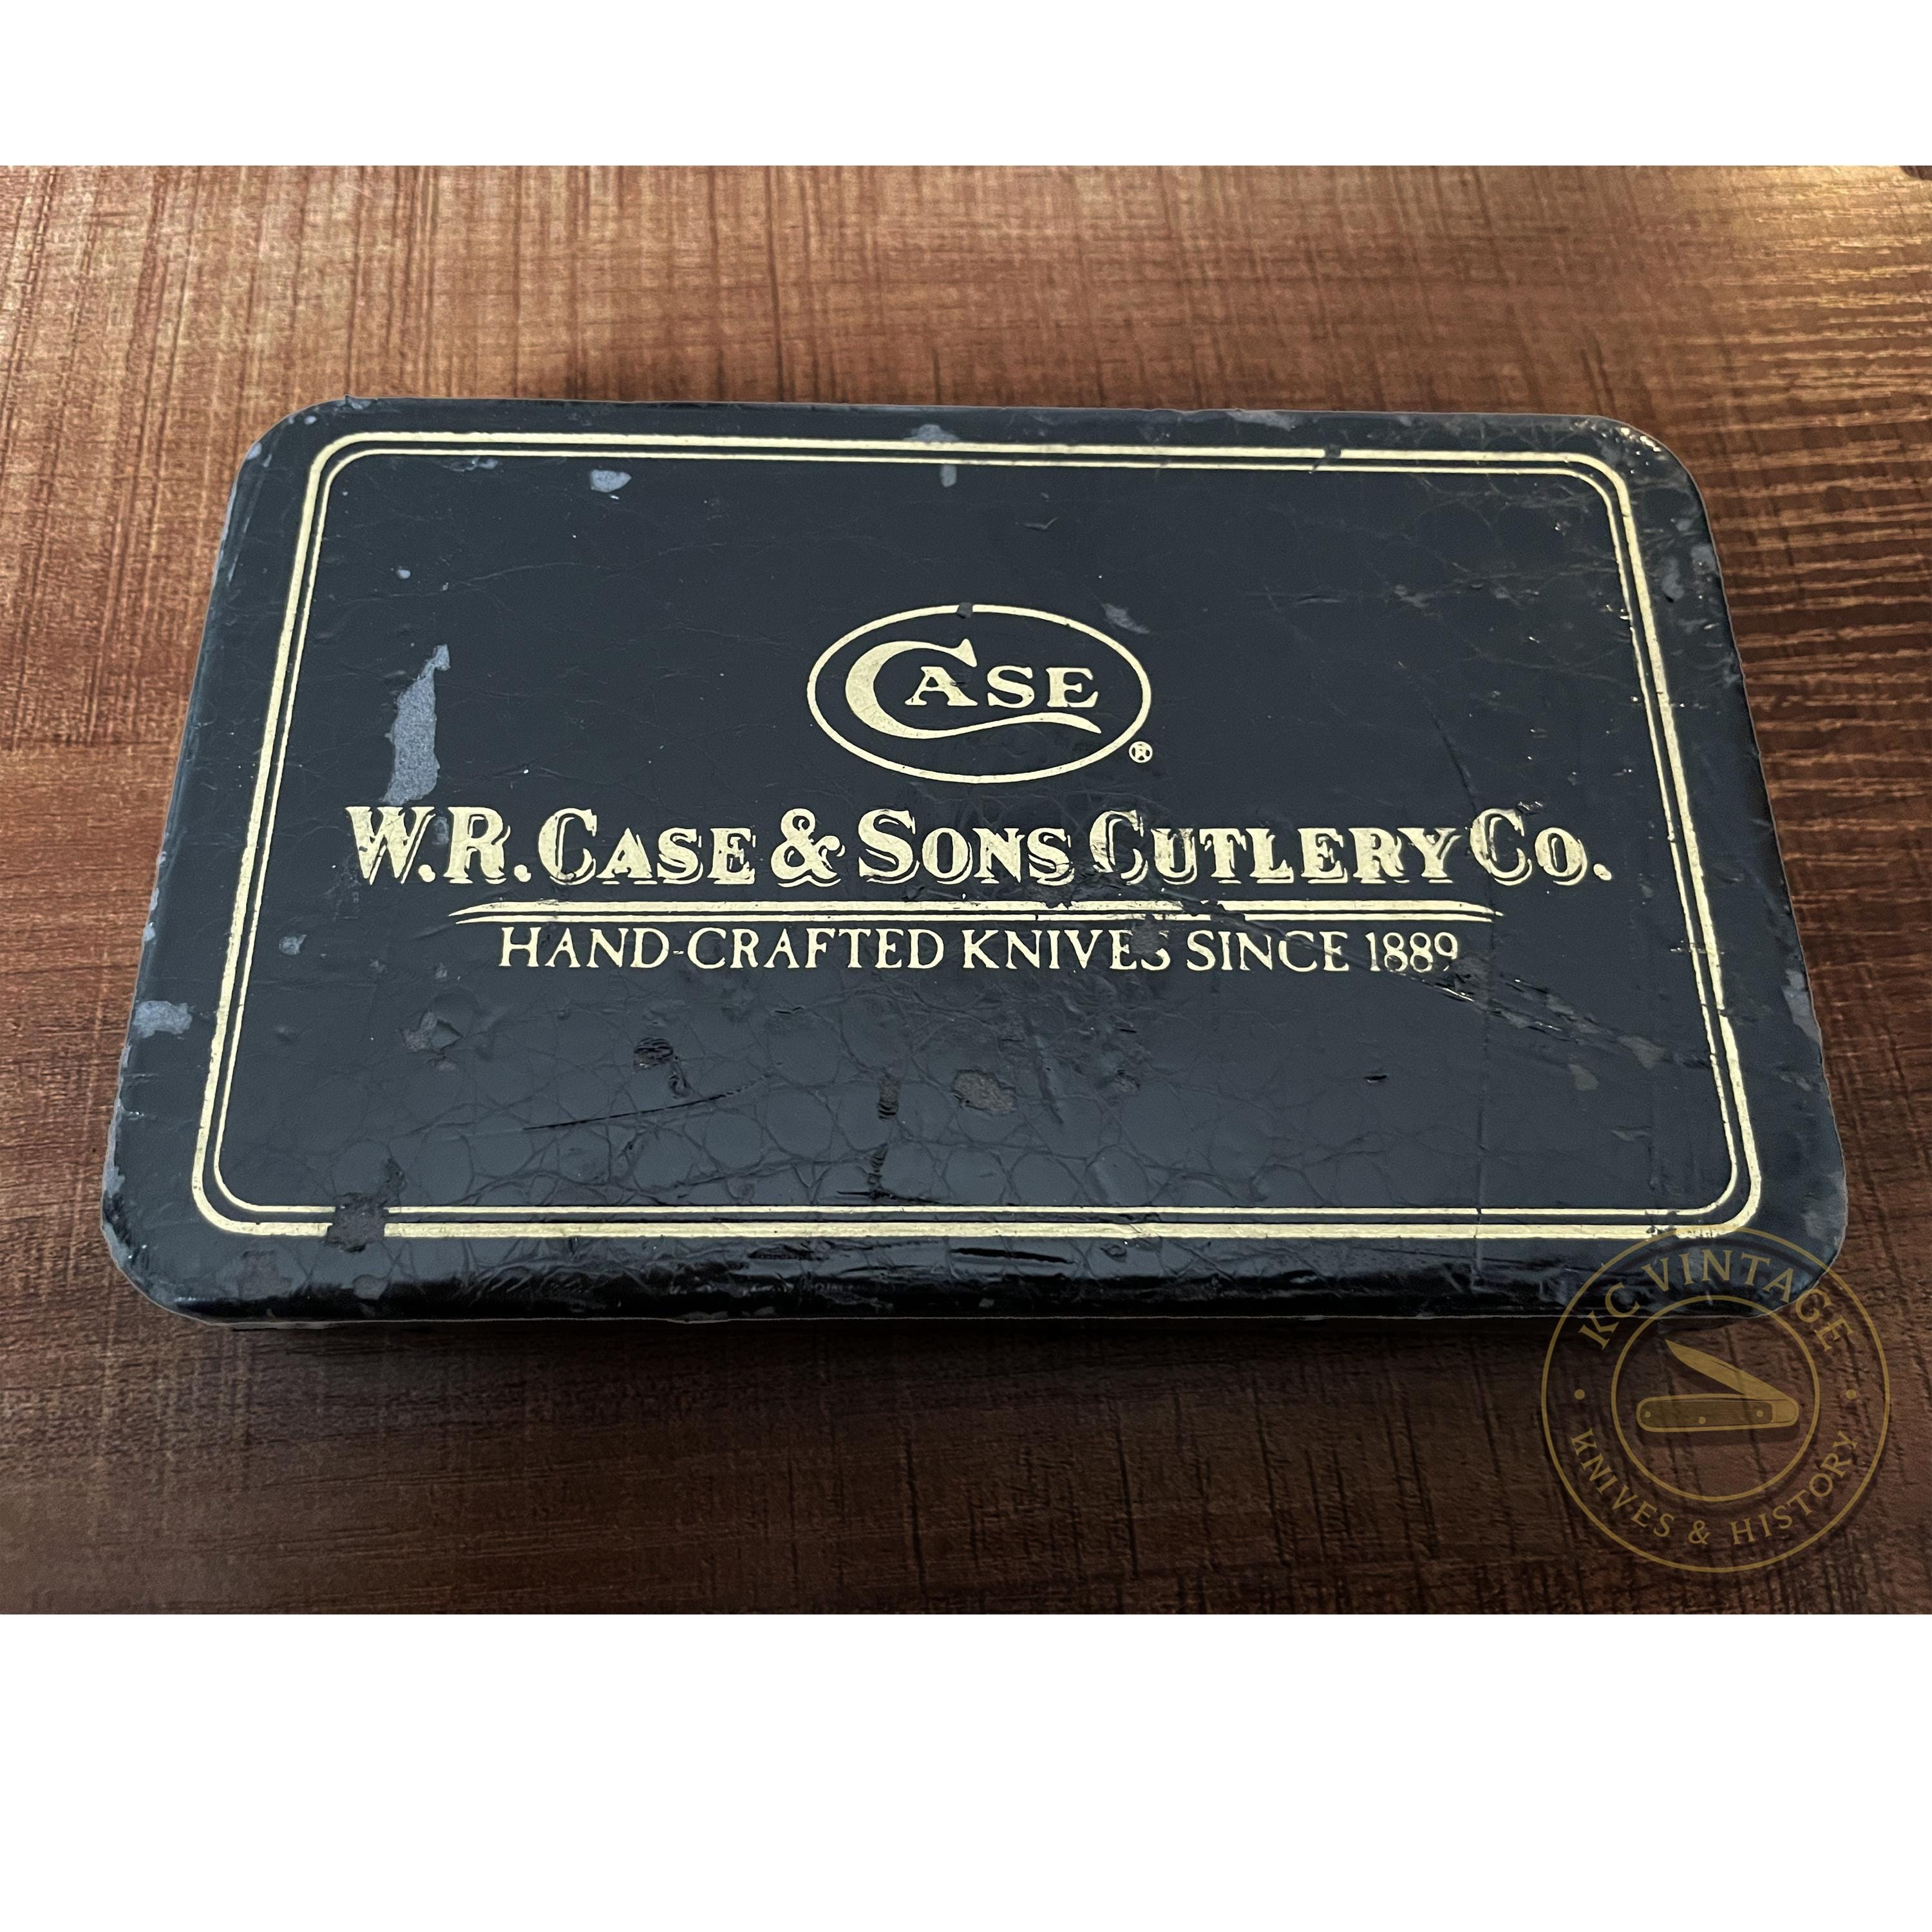 CASE
®
W.R. CASE & SONS CUTLERY CO.
HAND-CRAFTED KNIVES SINCE 1889
KC VINTAGE
KNIVES & HISTORY